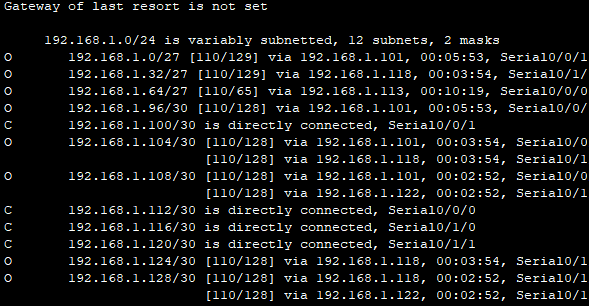 Gateway of last resort is not set
192.168.1.0/24 is variably subnetted, 12 subnets, 2 masks
O 192.168.1.0/27 [110/129] via 192.168.1.101, 00:05:53, Serial0/0/1
O 192.168.1.32/27 [110/129] via 192.168.1.118, 00:03:54, Serial0/1/
O 192.168.1.64/27 [110/65] via 192.168.1.113, 00:10:19, Serial0/0/0
O 192.168.1.96/30 [110/128] via 192.168.1.101, 00:05:53, Serial0/0/
C 192.168.1.100/30 is directly connected, Serial0/0/1
O 192.168.1.104/30 [110/128] via 192.168.1.101, 00:03:54, Serial0/0
[110/128] via 192.168.1.118, 00:03:54, Serial0/1
O 192.168.1.108/30 [110/128] via 192.168.1.101, 00:02:52, Serial0/0
[110/128] via 192.168.1.122, 00:02:52, Serial0/1
C 192.168.1.112/30 is directly connected, Serial0/0/0
C 192.168.1.116/30 is directly connected, Serial0/1/0
C 192.168.1.120/30 is directly connected, Serial0/1/1
O 192.168.1.124/30 [110/128] via 192.168.1.118, 00:03:54, Serial0/1
O 192.168.1.128/30 [110/128] via 192.168.1.118, 00:02:52, Serial0/1
[110/128] via 192.168.1.122, 00:02:52, Serial0/1